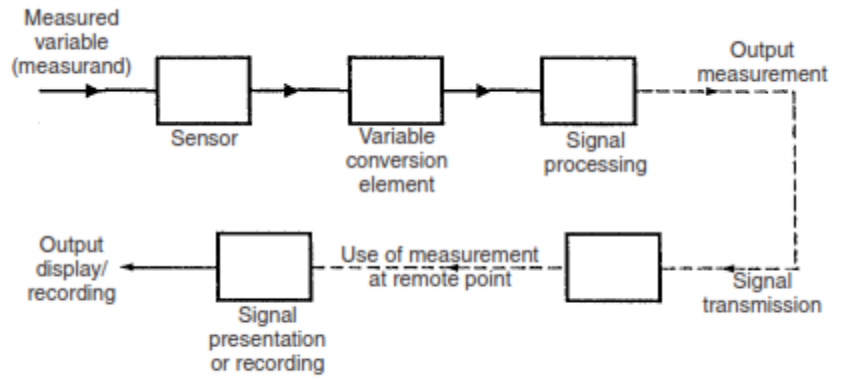 Measured
variable
(measurand)
Sensor
Variable
conversion
element
Signal
processing
Output
measurement
Output
display/
recording
Signal
presentation
or recording
Use of measurement
at remote point
Signal
transmission